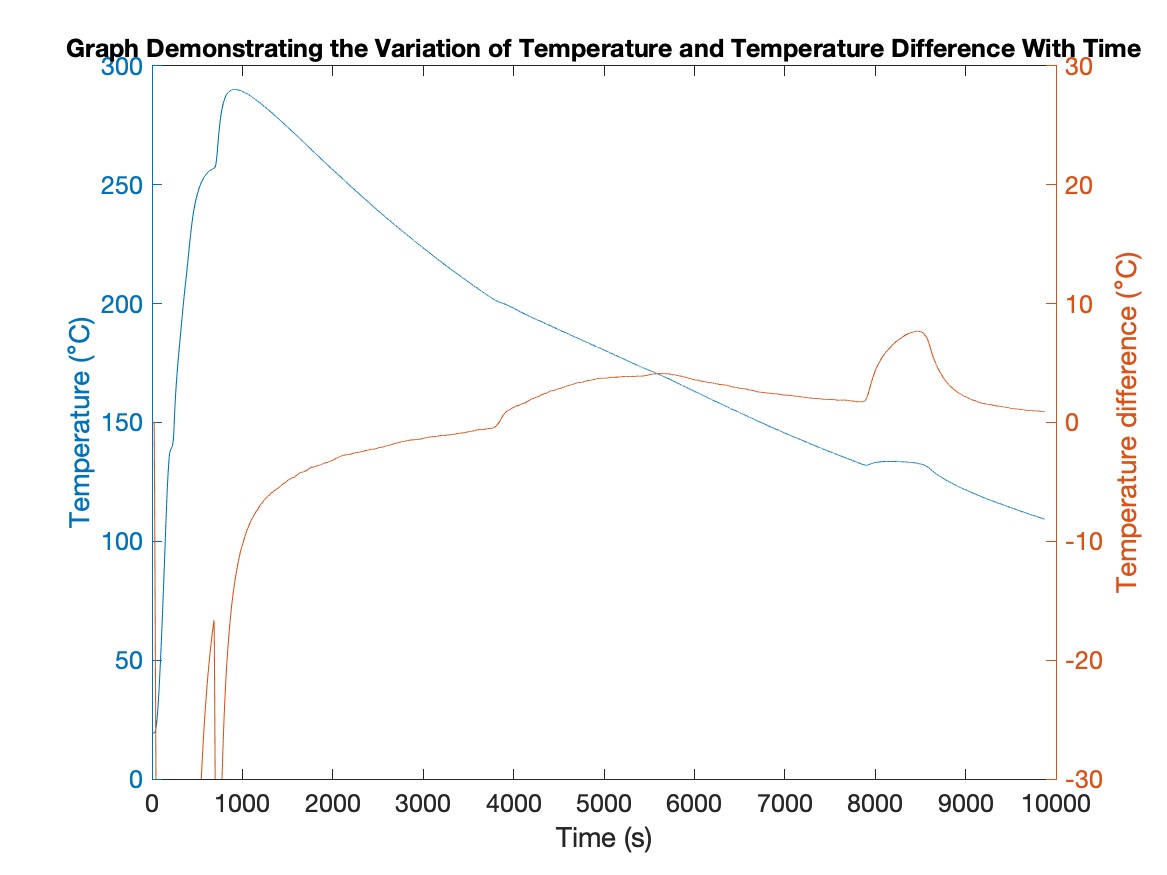 Graph Demonstrating the Variation of Temperature and Temperature Difference With Time
300
250
200
150
100
50
0
Temperature (°C)
30
20
10
0
-10
-20
-30
Temperature difference (°C)
0 1000 2000 3000 4000 5000 6000 7000 8000 9000 10000
Time (s)